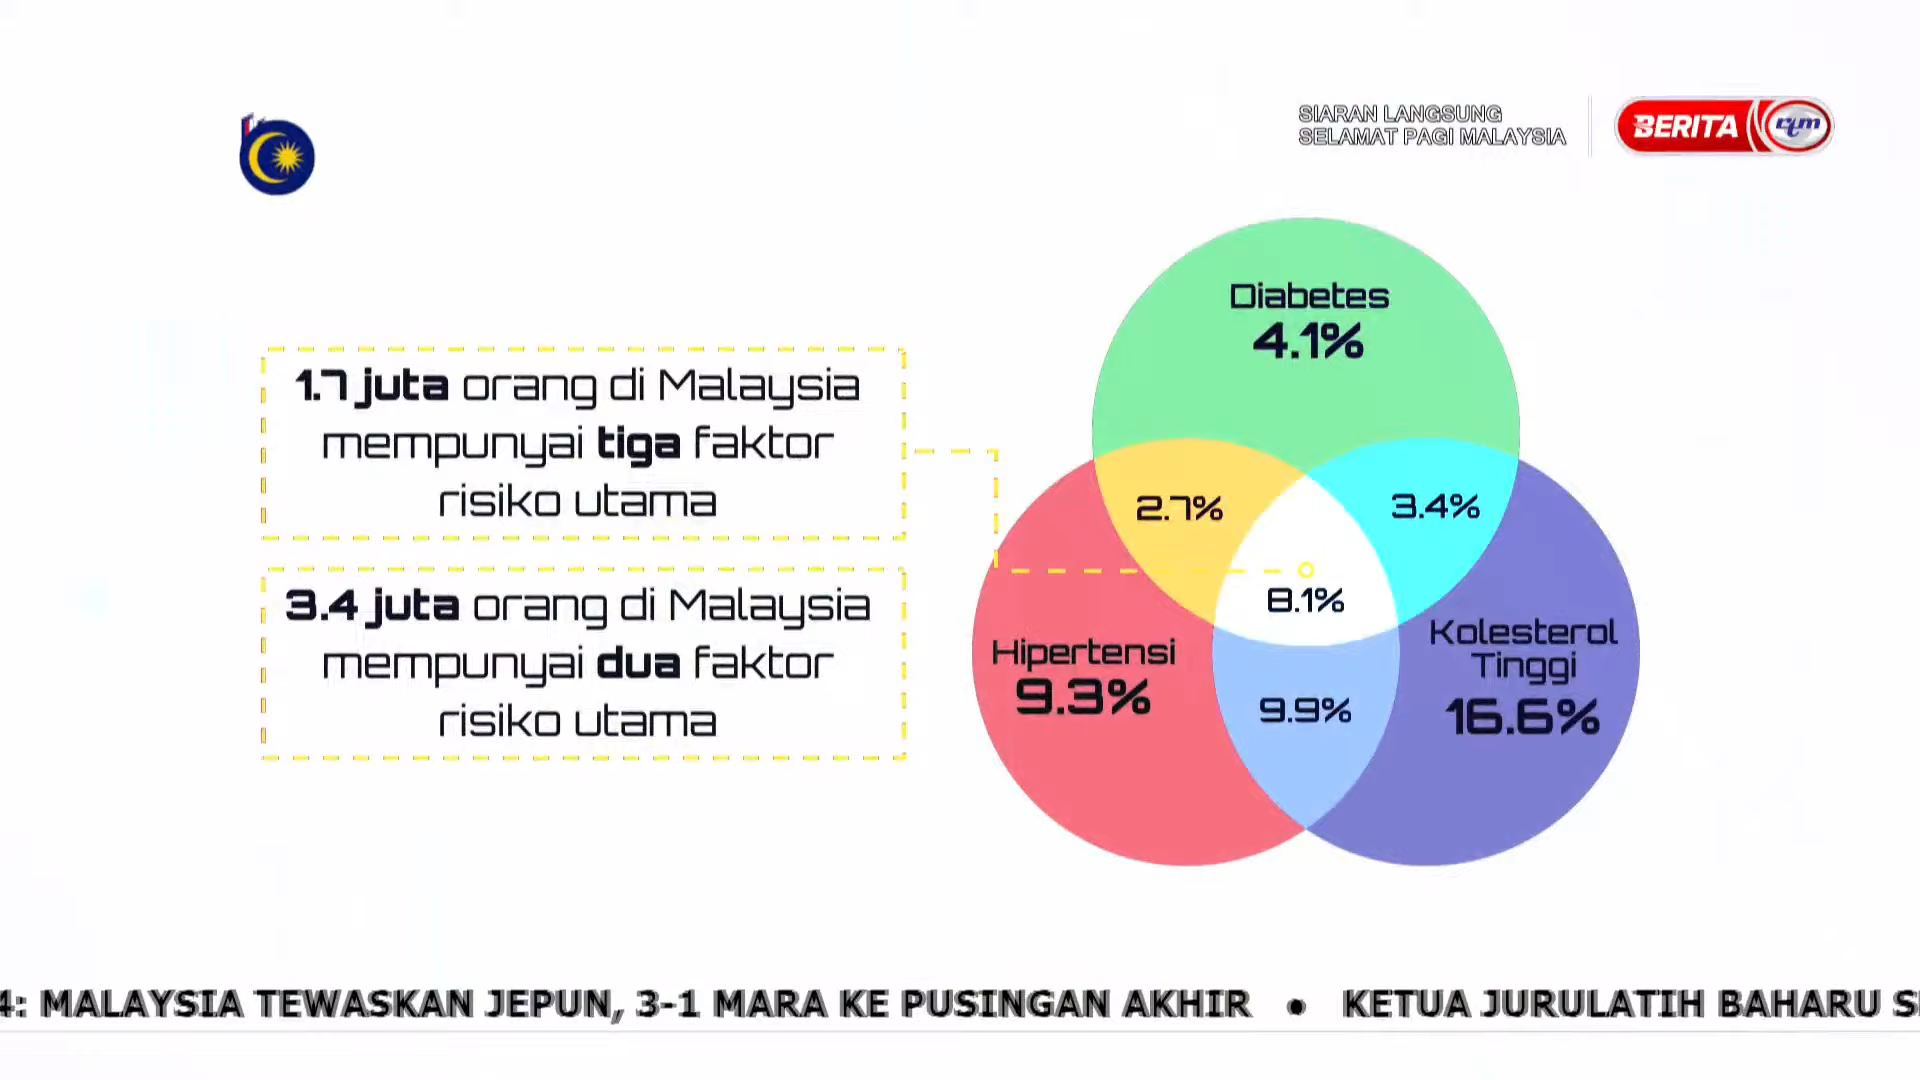 SIARAN LANGSUNG
SELAMAT PAGI MALAYSIA
BERITA rtm
1.7 juta orang di Malaysia
mempunyai tiga faktor
risiko utama
3.4 juta orang di Malaysia
mempunyai dua faktor
risiko utama
Diabetes
4.1%
2.7%
3.4%
8.1%
Hipertensi
9.3%
Kolesterol
Tinggi
16.6%
9.9%
4: MALAYSIA TEWASKAN JEPUN, 3-1 MARA KE PUSINGAN AKHIR • KETUA JURULATIH BAHARU